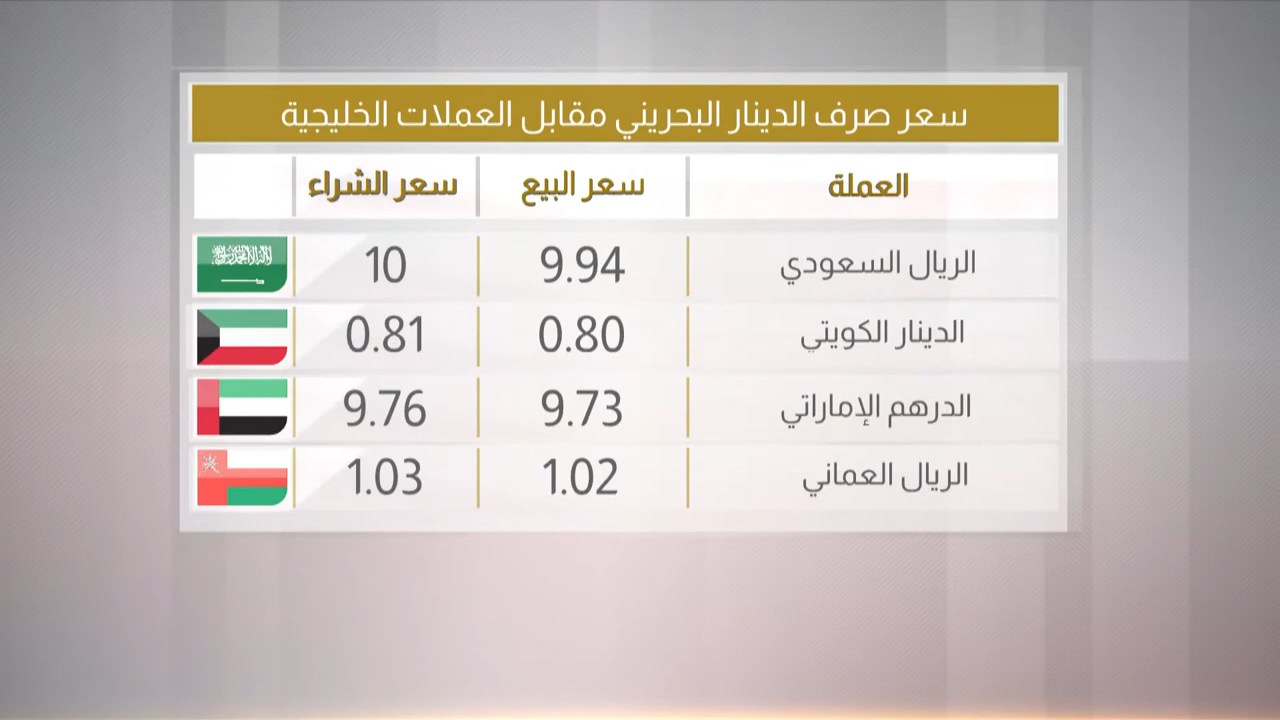 سعر صرف الدينار البحريني مقابل العملات الخليجية
العملة سعر البيع سعر الشراء
الريال السعودي 9.94 10
الدينار الكويتي 0.80 0.81
الدرهم الإماراتي 9.73 9.76
الريال العماني 1.02 1.03